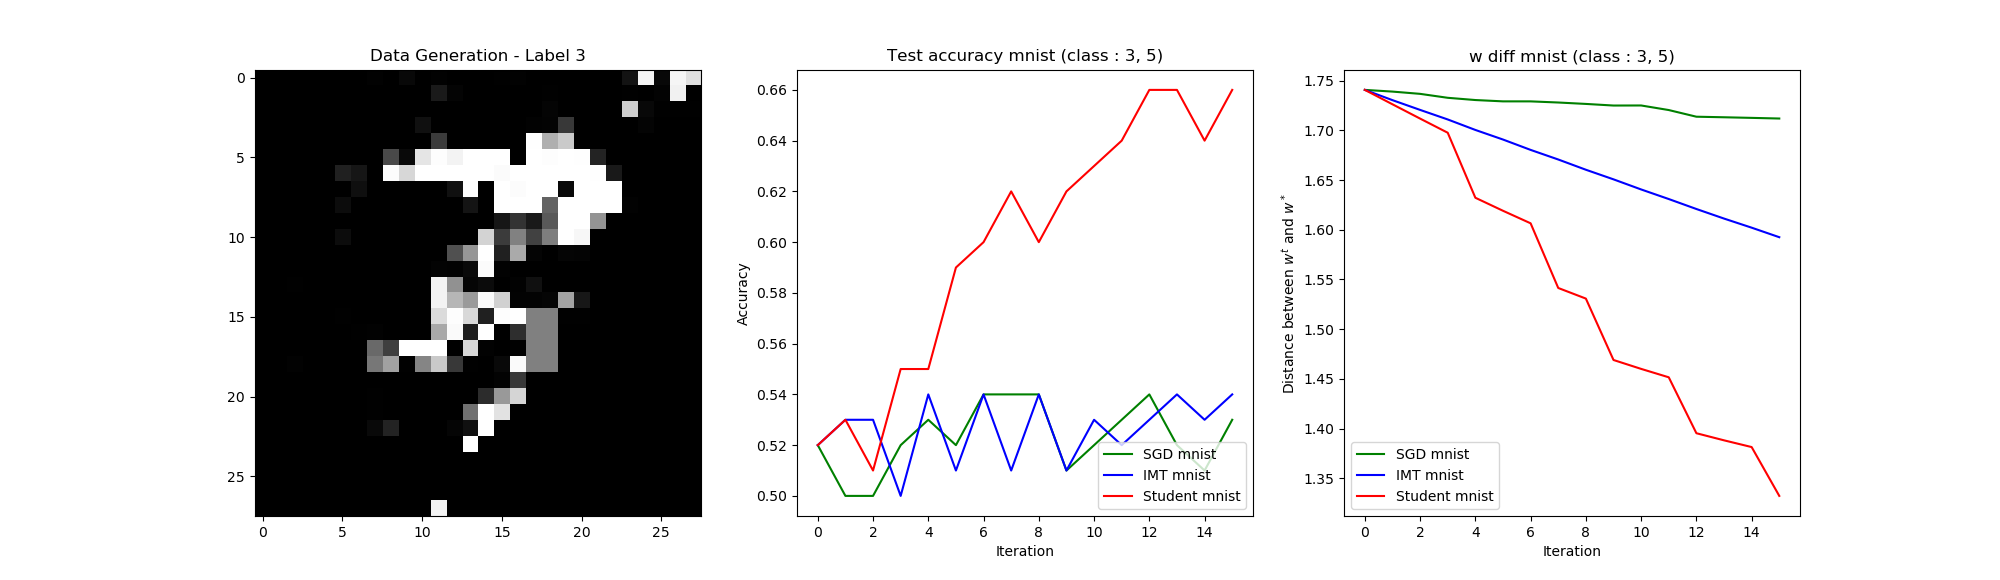 Data Generation - Label 3
0
5
10
15
20
25
0 5 10 15 20 25
Test accuracy mnist (class : 3, 5)
Accuracy
0.66
0.64
0.62
0.60
0.58
0.56
0.54
0.52
0.50
SGD mnist
IMT mnist
Student mnist
0 2 4 6 8 10 12 14
Iteration
w diff mnist (class : 3, 5)
Distance between w^t and w^*
1.75
1.70
1.65
1.60
1.55
1.50
1.45
1.40
1.35
SGD mnist
IMT mnist
Student mnist
0 2 4 6 8 10 12 14
Iteration